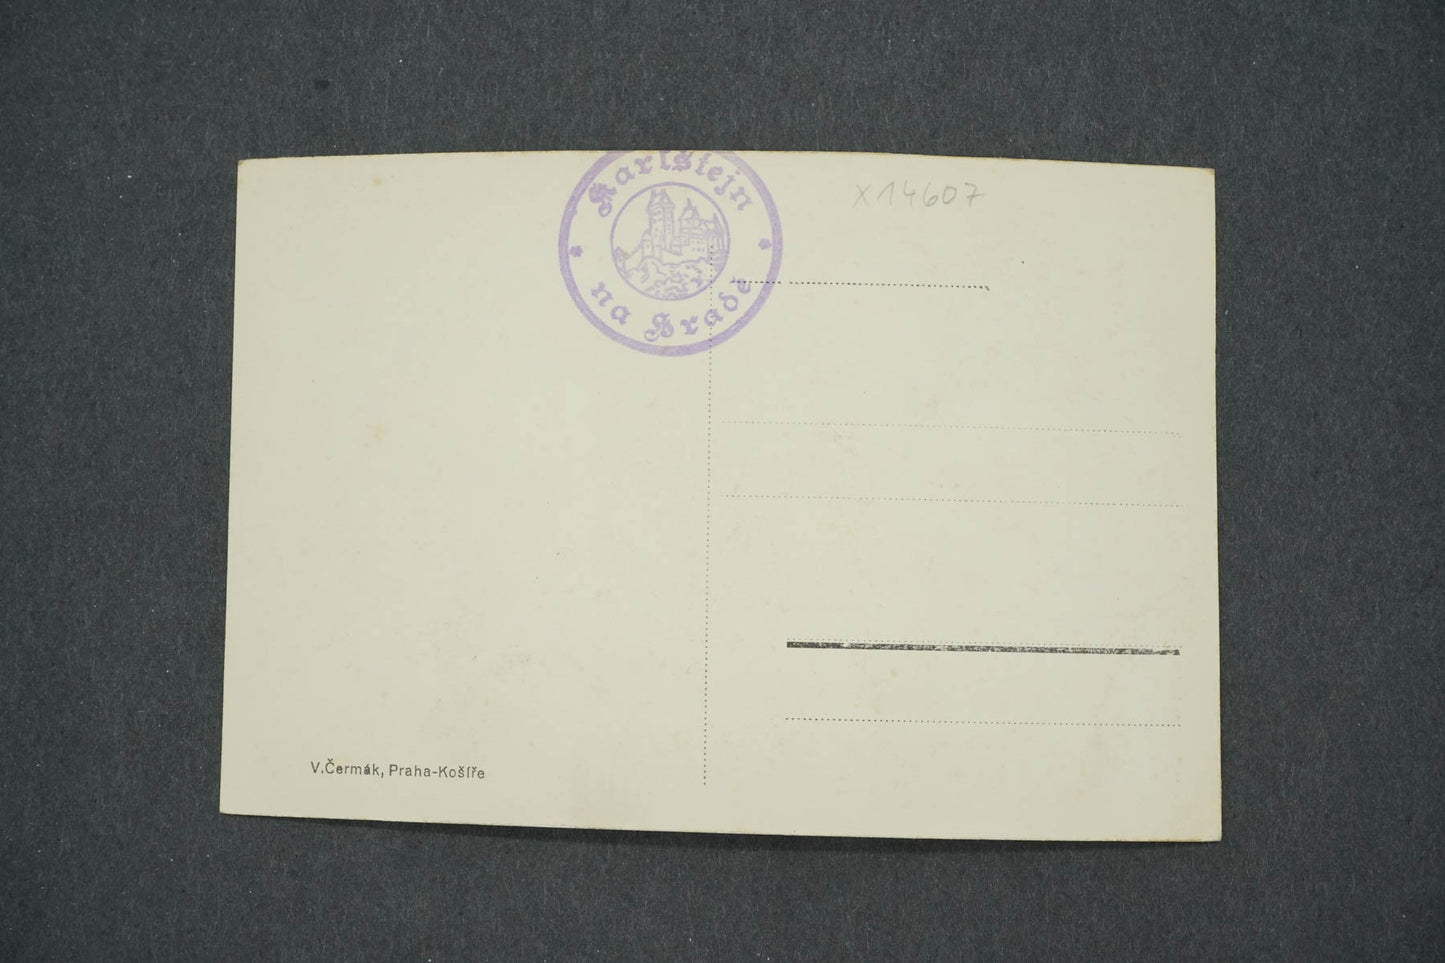 Karlštejn
na Hradě
X14607
V.Čermák, Praha-Košíře